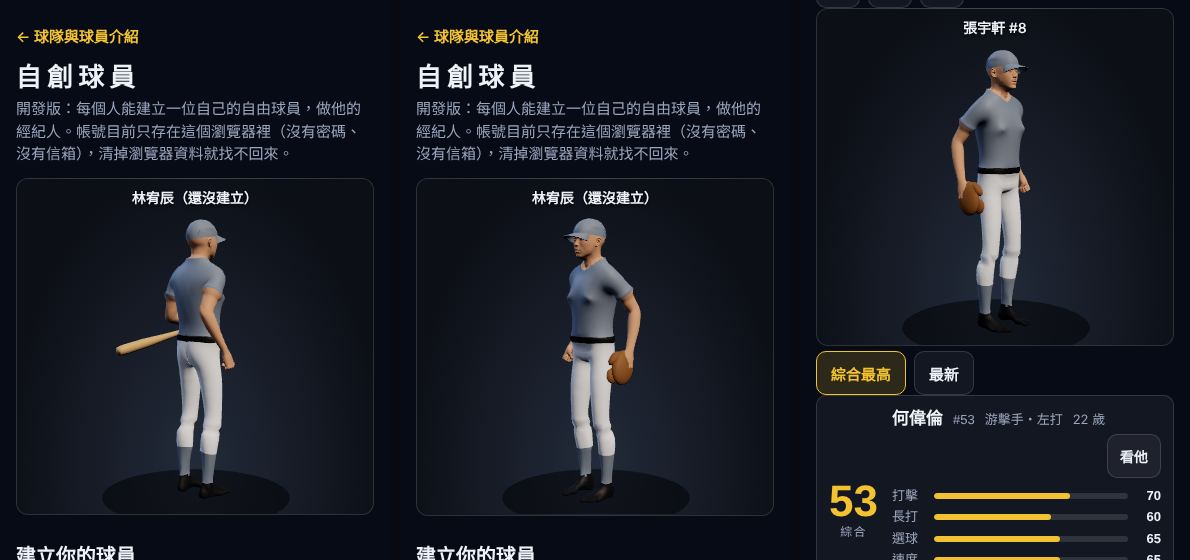 ← 球隊與球員介紹
自創球員
開發版：每個人能建立一位自己的自由球員，做他的
經紀人。帳號目前只存在這個瀏覽器裡（沒有密碼、
沒有信箱），清掉瀏覽器資料就找不回來。
林宥辰（還沒建立）
建立你的球員
← 球隊與球員介紹
自創球員
開發版：每個人能建立一位自己的自由球員，做他的
經紀人。帳號目前只存在這個瀏覽器裡（沒有密碼、
沒有信箱），清掉瀏覽器資料就找不回來。
林宥辰（還沒建立）
建立你的球員
張宇軒 #8
綜合最高
最新
何偉倫 #53 游擊手・左打 22 歲
看他
53
綜合
打擊 70
長打 60
選球 65
速度 65